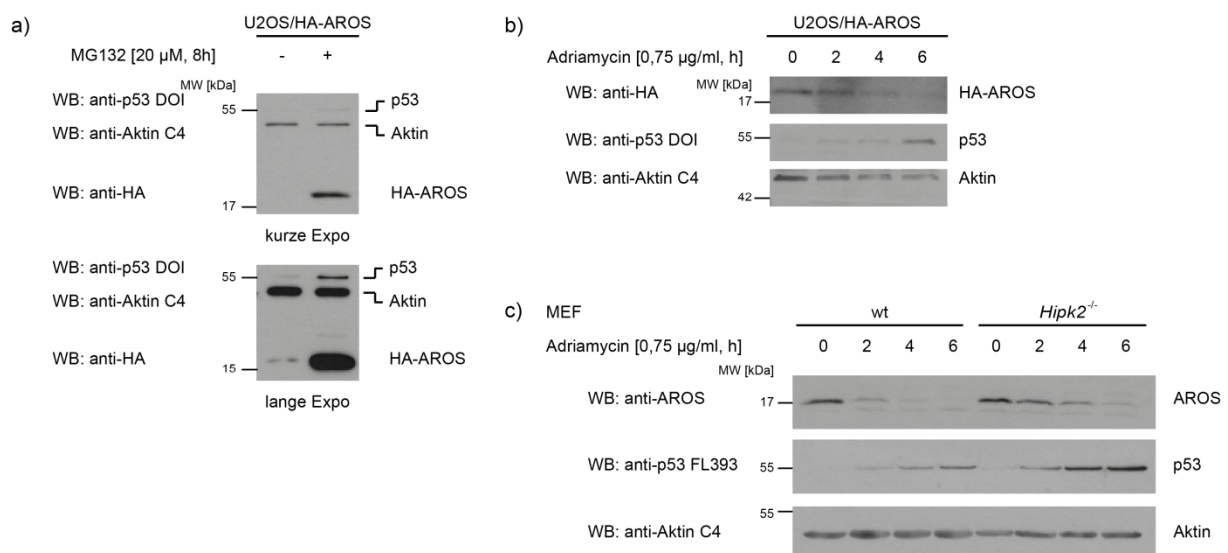 a)
U2OS/HA-AROS
MG132 [20 µM, 8h] - +
MW [kDa]
WB: anti-p53 DOI 55 p53
WB: anti-Aktin C4 Aktin
WB: anti-HA 17 HA-AROS
kurze Expo
WB: anti-p53 DOI 55 p53
WB: anti-Aktin C4 Aktin
WB: anti-HA 15 HA-AROS
lange Expo
b)
U2OS/HA-AROS
Adriamycin [0,75 µg/ml, h] 0 2 4 6
MW [kDa]
WB: anti-HA 17 HA-AROS
WB: anti-p53 DOI 55 p53
WB: anti-Aktin C4 42 Aktin
c) MEF wt Hipk2-/-
Adriamycin [0,75 µg/ml, h] 0 2 4 6 0 2 4 6
MW [kDa]
WB: anti-AROS 17 AROS
WB: anti-p53 FL393 55 p53
55
WB: anti-Aktin C4 Aktin